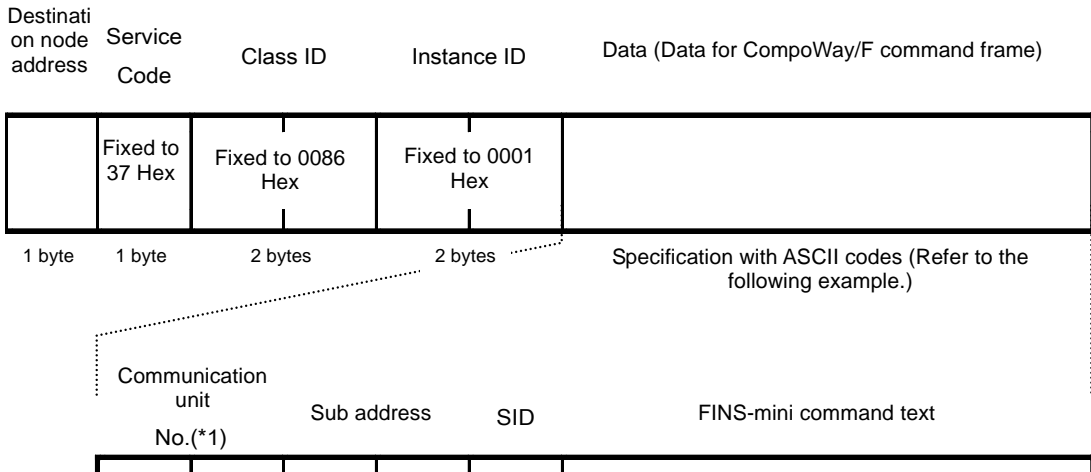 Destinati
on node
address
Service
Code
Class ID
Instance ID
Data (Data for CompoWay/F command frame)
Fixed to
37 Hex
Fixed to 0086
Hex
Fixed to 0001
Hex
1 byte
1 byte
2 bytes
2 bytes
Specification with ASCII codes (Refer to the
following example.)
Communication
unit
No.(*1)
Sub address
SID
FINS-mini command text